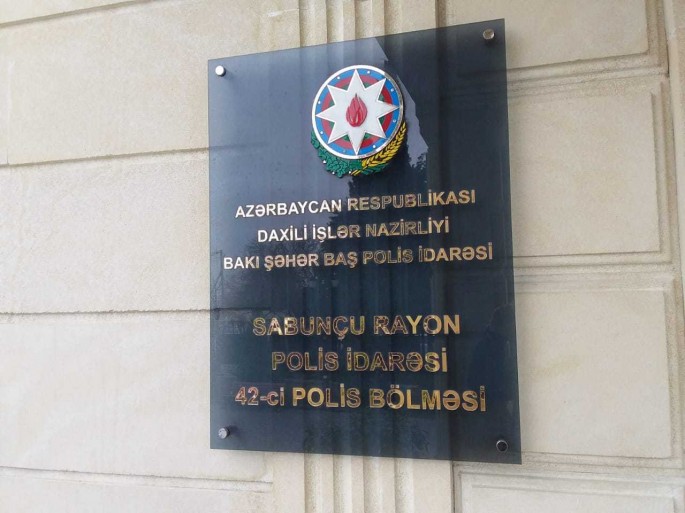 AZƏRBAYCAN RESPUBLİKASI
DAXİLİ İŞLƏR NAZİRLİYİ
BAKI ŞƏHƏR BAŞ POLİS İDARƏSİ
SABUNÇU RAYON
POLİS İDARƏSİ
42-ci POLİS BÖLMƏSİ